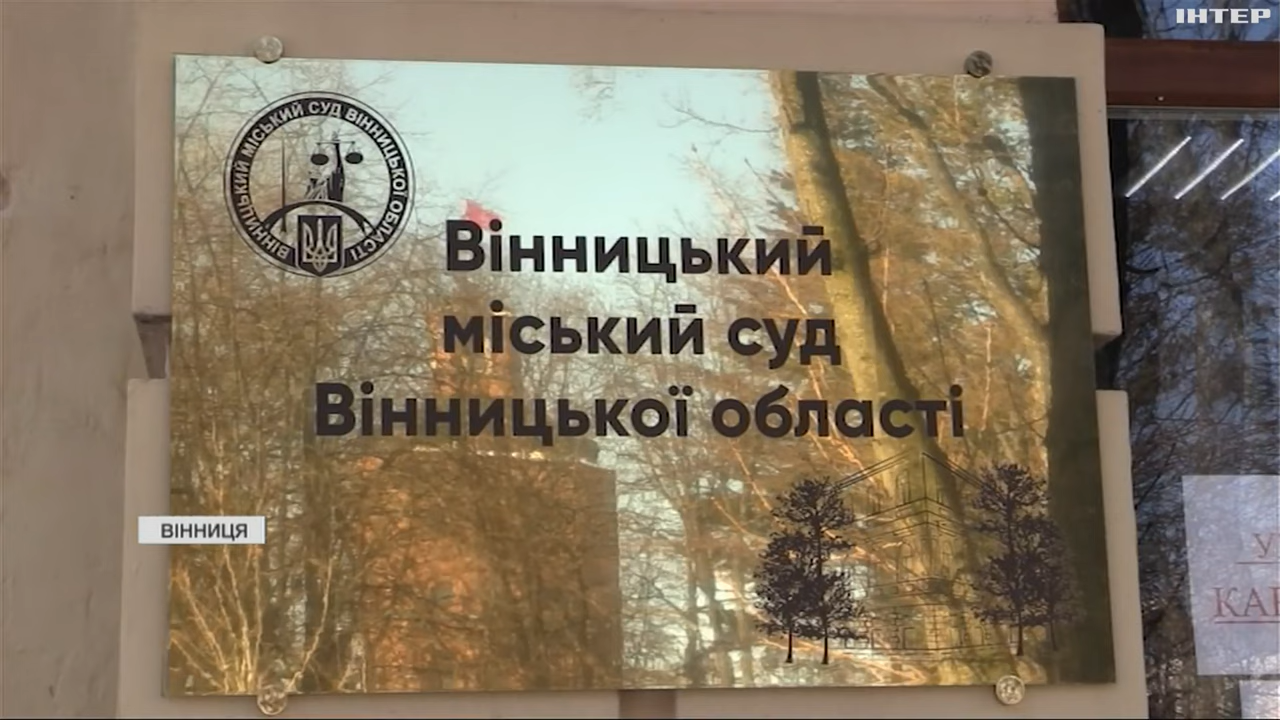 ІНТЕР
ВІННИЦЬКИЙ МІСЬКИЙ СУД ВІННИЦЬКОЇ ОБЛАСТІ
Вінницький
міський суд
Вінницької області
ВІННИЦЯ